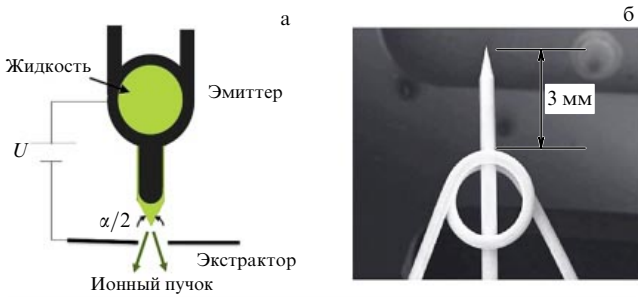 а
Жидкость
Эмиттер
U
α/2
Экстрактор
Ионный пучок
б
3 мм